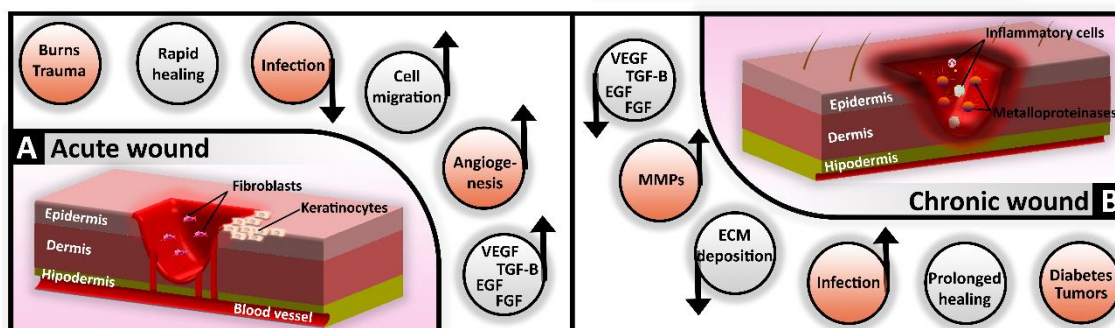 Burns
Trauma
Rapid
healing
Infection
Cell
migration
Angioge-
nesis
VEGF
TGF-B
EGF
FGF
A Acute wound
Fibroblasts
Keratinocytes
Epidermis
Dermis
Hipodermis
Blood vessel
VEGF
TGF-B
EGF
FGF
MMPs
ECM
deposition
Infection
Prolonged
healing
Diabetes
Tumors
Inflammatory cells
Epidermis
Metalloproteinases
Dermis
Hipodermis
Chronic wound B